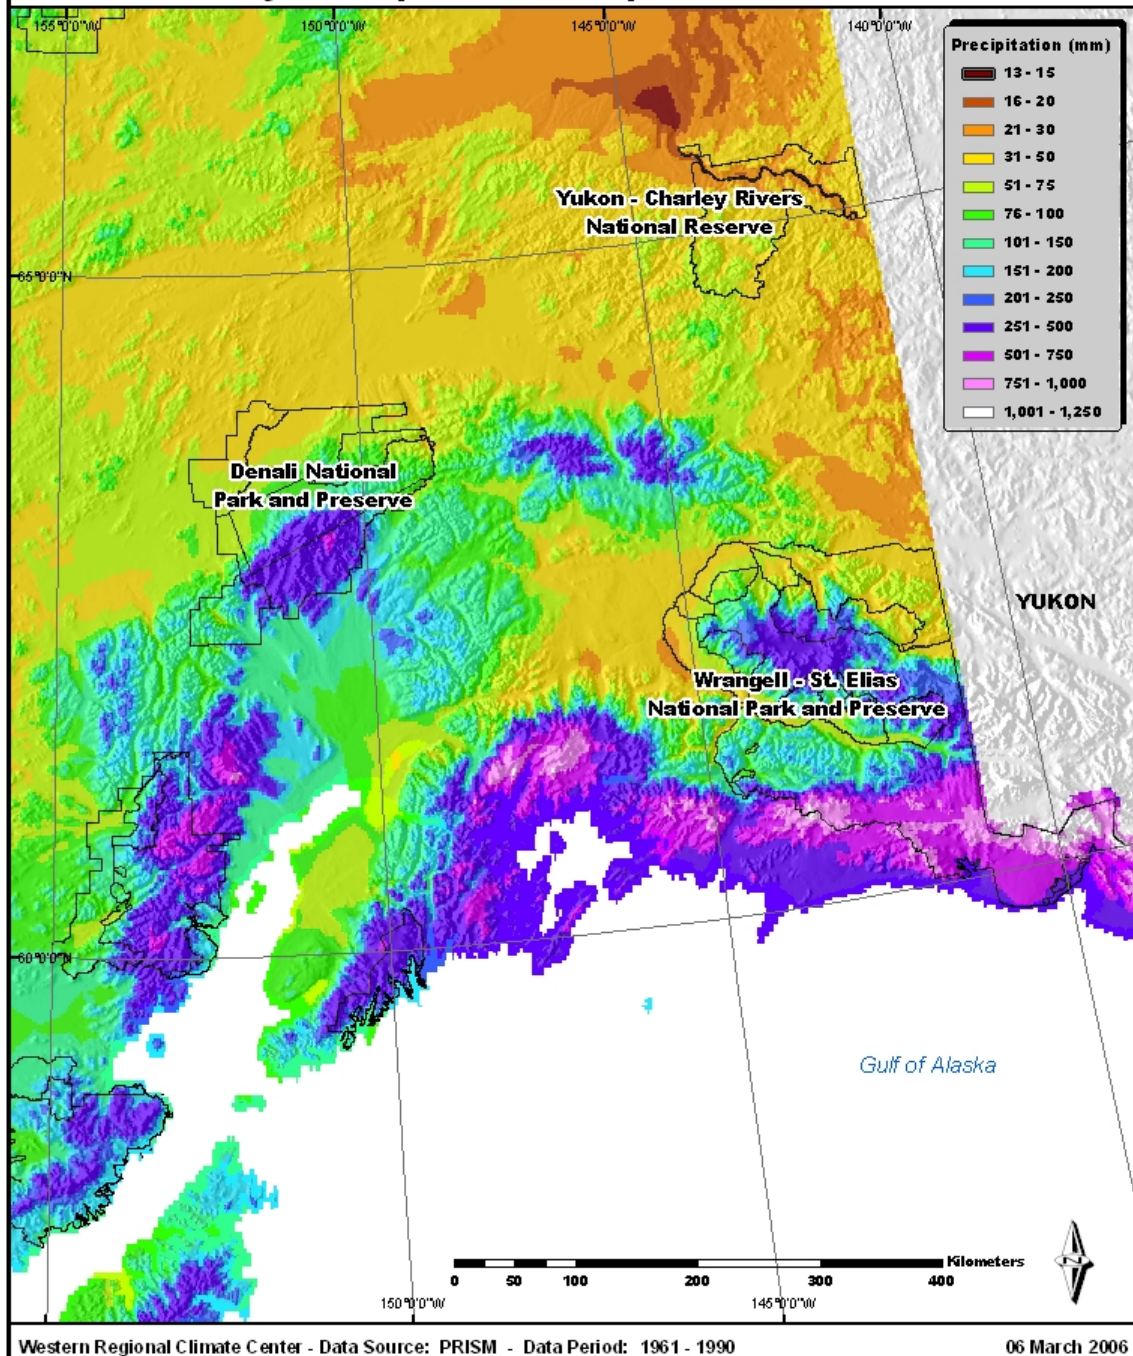 155°0'0"W 150°0'0"W 145°0'0"W 140°0'0"W
Precipitation (mm)
13 - 15
16 - 20
21 - 30
31 - 50
51 - 75
76 - 100
101 - 150
151 - 200
201 - 250
251 - 500
501 - 750
751 - 1,000
1,001 - 1,250
Yukon - Charley Rivers
National Reserve
65°0'0"N
Denali National
Park and Preserve
YUKON
Wrangell - St. Elias
National Park and Preserve
60°0'0"N
Gulf of Alaska
Kilometers
0 50 100 200 300 400
N
150°0'0"W 145°0'0"W
Western Regional Climate Center - Data Source: PRISM - Data Period: 1961 - 1990
06 March 2006